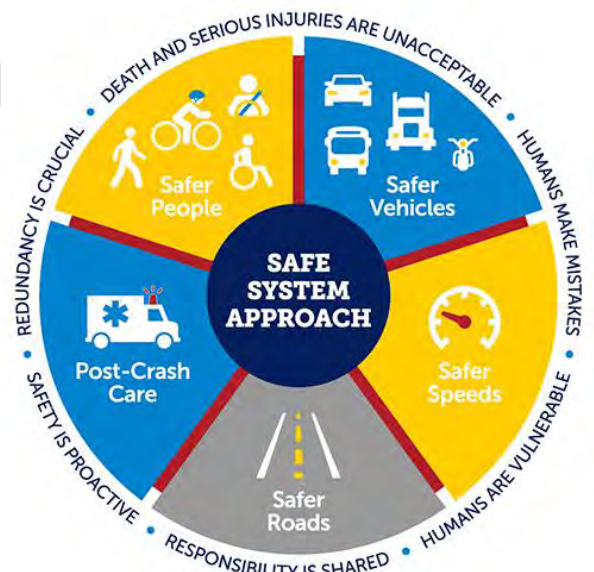 DEATH AND SERIOUS INJURIES ARE UNACCEPTABLE
HUMANS MAKE MISTAKES
HUMANS ARE VULNERABLE
RESPONSIBILITY IS SHARED
SAFETY IS PROACTIVE
REDUNDANCY IS CRUCIAL
Safer
People
Safer
Vehicles
SAFE
SYSTEM
APPROACH
Safer
Speeds
Post-Crash
Care
Safer
Roads